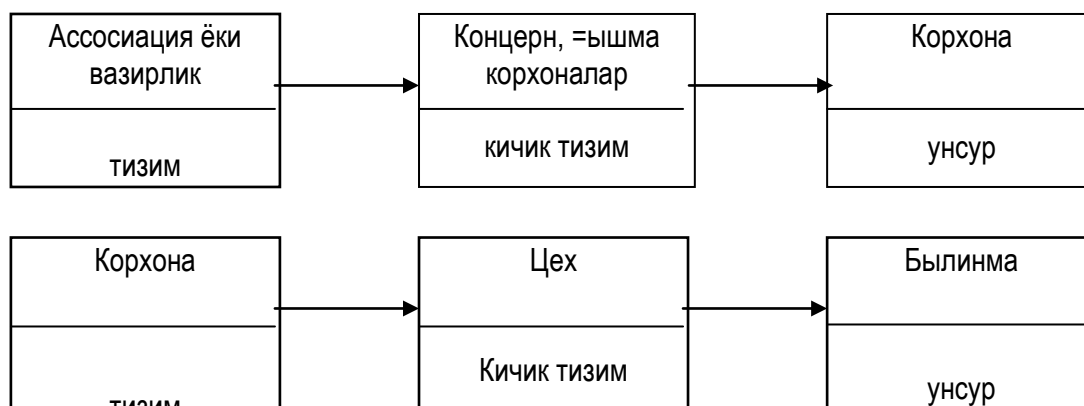 Ассосиация ёки
вазирлик
тизим
Концерн, =ышма
корхоналар
кичик тизим
Корхона
унсур
Корхона
тизим
Цех
Кичик тизим
Былинма
унсур